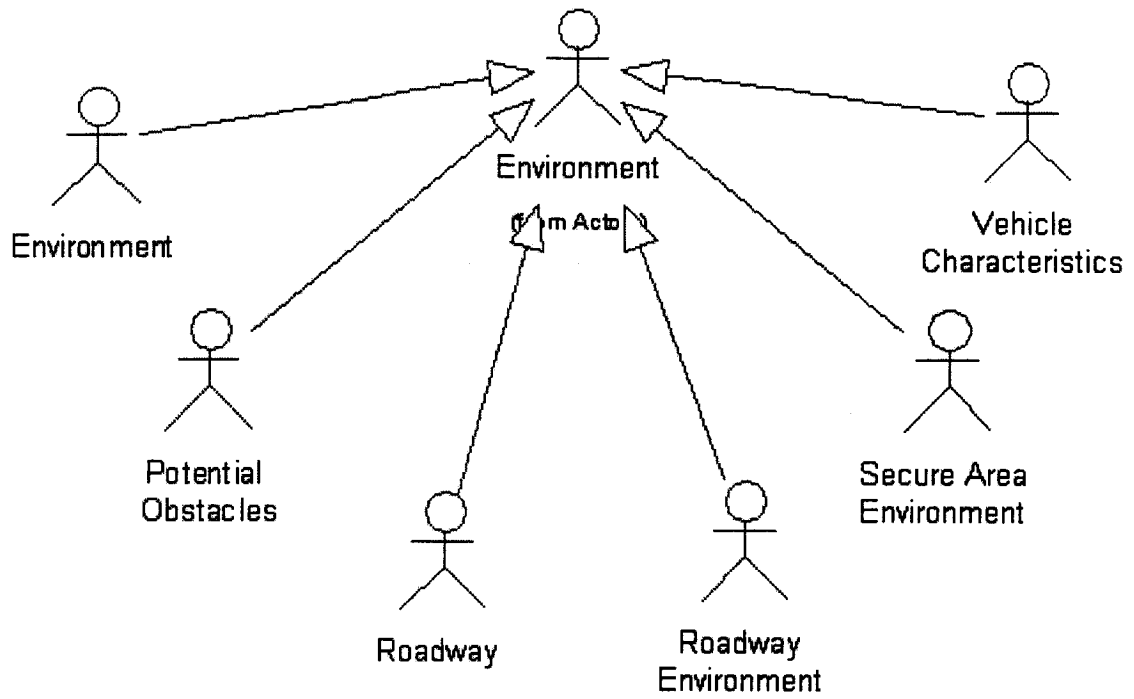 Environment
Environment
Vehicle
Characteristics
Potential
Obstacles
Secure Area
Environment
Roadway
Roadway
Environment